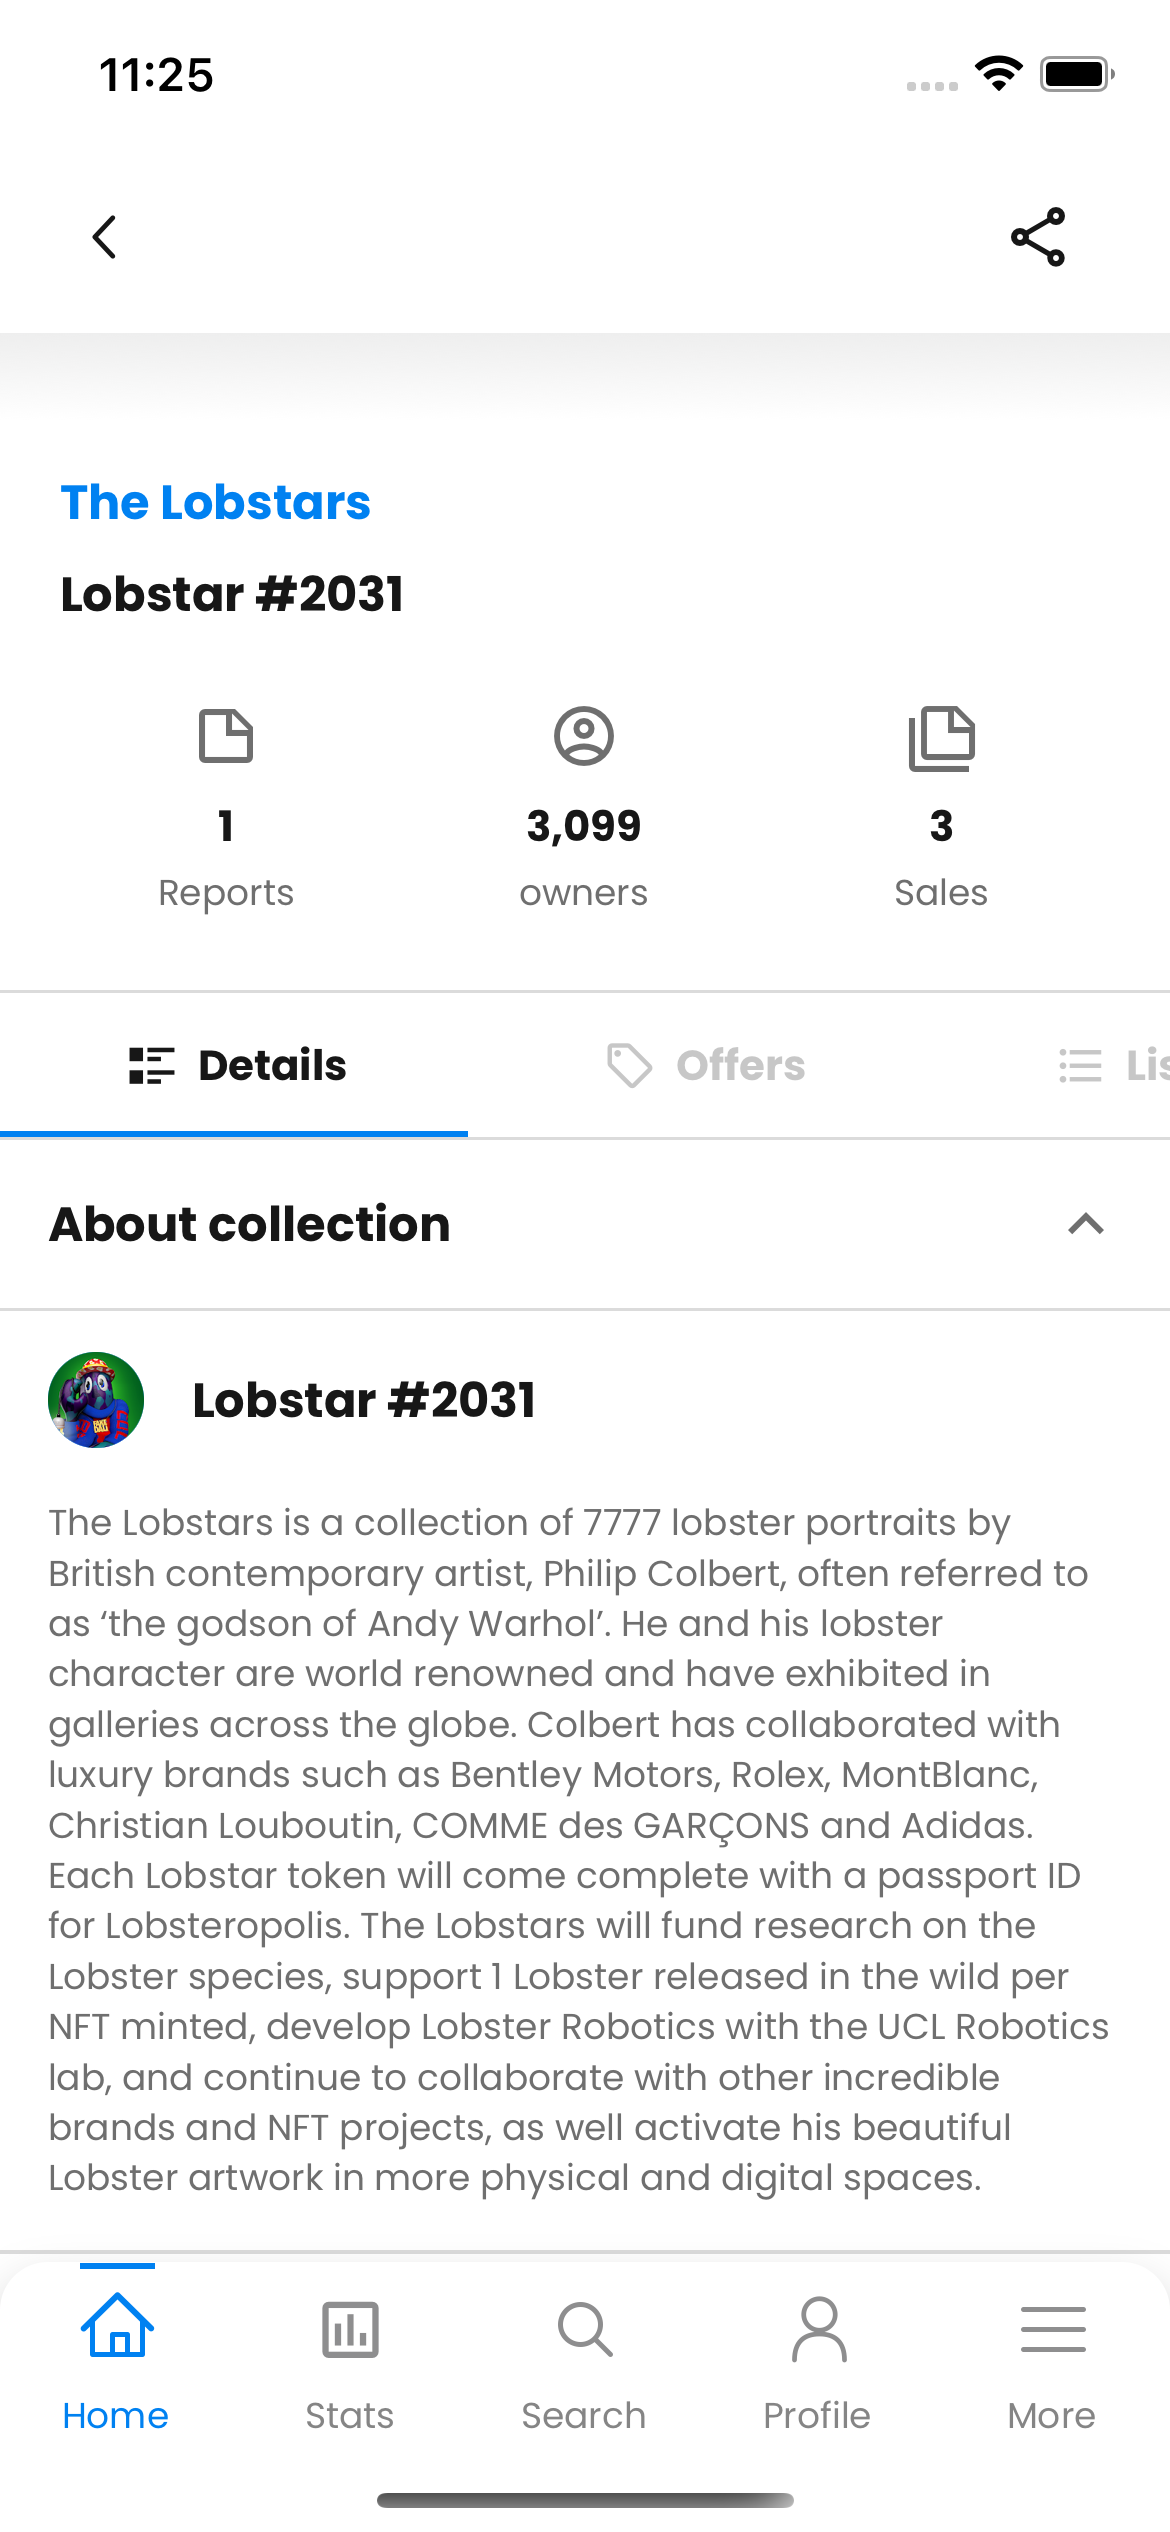 11:25
The Lobstars
Lobstar #2031
1
3,099
3
Reports
owners
Sales
Details
Offers
Lis
About collection
Lobstar #2031
The Lobstars is a collection of 7777 lobster portraits by
British contemporary artist, Philip Colbert, often referred to
as ‘the godson of Andy Warhol’. He and his lobster
character are world renowned and have exhibited in
galleries across the globe. Colbert has collaborated with
luxury brands such as Bentley Motors, Rolex, MontBlanc,
Christian Louboutin, COMME des GARÇONS and Adidas.
Each Lobstar token will come complete with a passport ID
for Lobsteropolis. The Lobstars will fund research on the
Lobster species, support 1 Lobster released in the wild per
NFT minted, develop Lobster Robotics with the UCL Robotics
lab, and continue to collaborate with other incredible
brands and NFT projects, as well activate his beautiful
Lobster artwork in more physical and digital spaces.
Home
Stats
Search
Profile
More